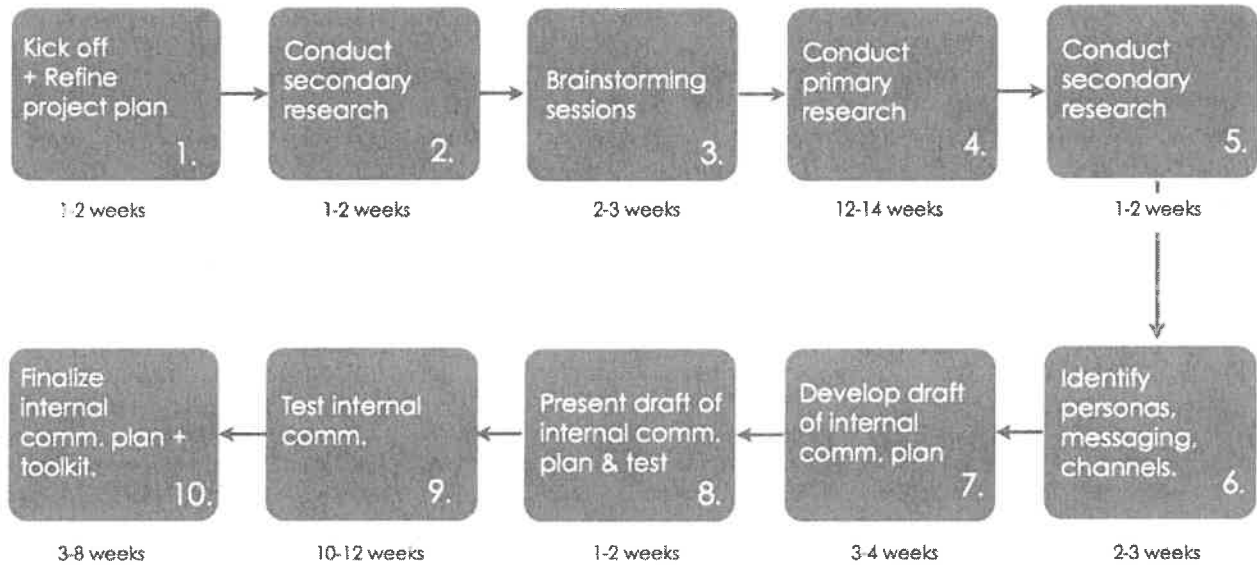 Kick off
+ Refine
project plan
1.
Conduct
secondary
research
2.
Brainstorming
sessions
3.
Conduct
primary
research
4.
Conduct
secondary
research
5.
1-2 weeks
1-2 weeks
2-3 weeks
12-14 weeks
1-2 weeks
Finalize
internal
comm. plan +
toolkit.
10.
Test internal
comm.
9.
Present draft of
internal comm.
plan & test
8.
Develop draft
of internal
comm. plan
7.
Identify
personas,
messaging,
channels.
6.
3-8 weeks
10-12 weeks
1-2 weeks
3-4 weeks
2-3 weeks